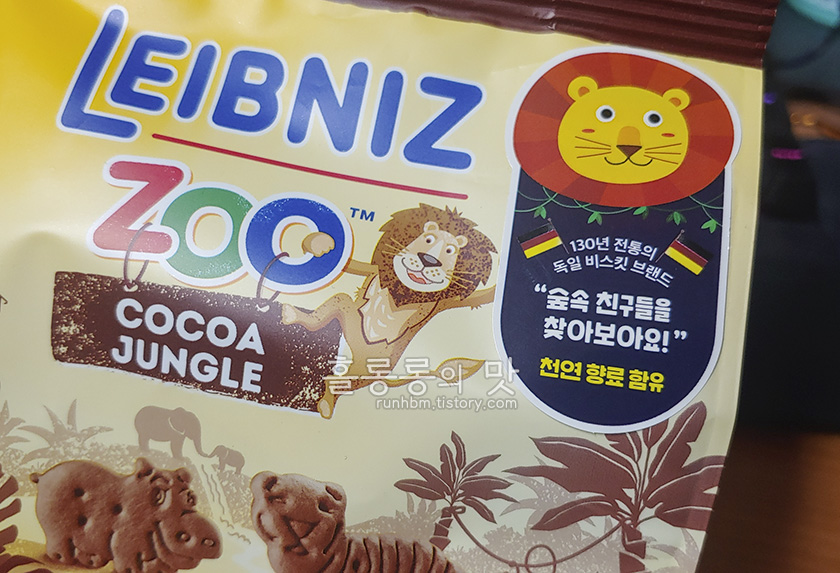 LEIBNIZ
ZOO™
COCOA
JUNGLE
130년 전통의
독일 비스킷 브랜드
“숲속 친구들을
찾아보아요!”
천연 향료 함유
홀롱롱의 맛
runhbm.tistory.com